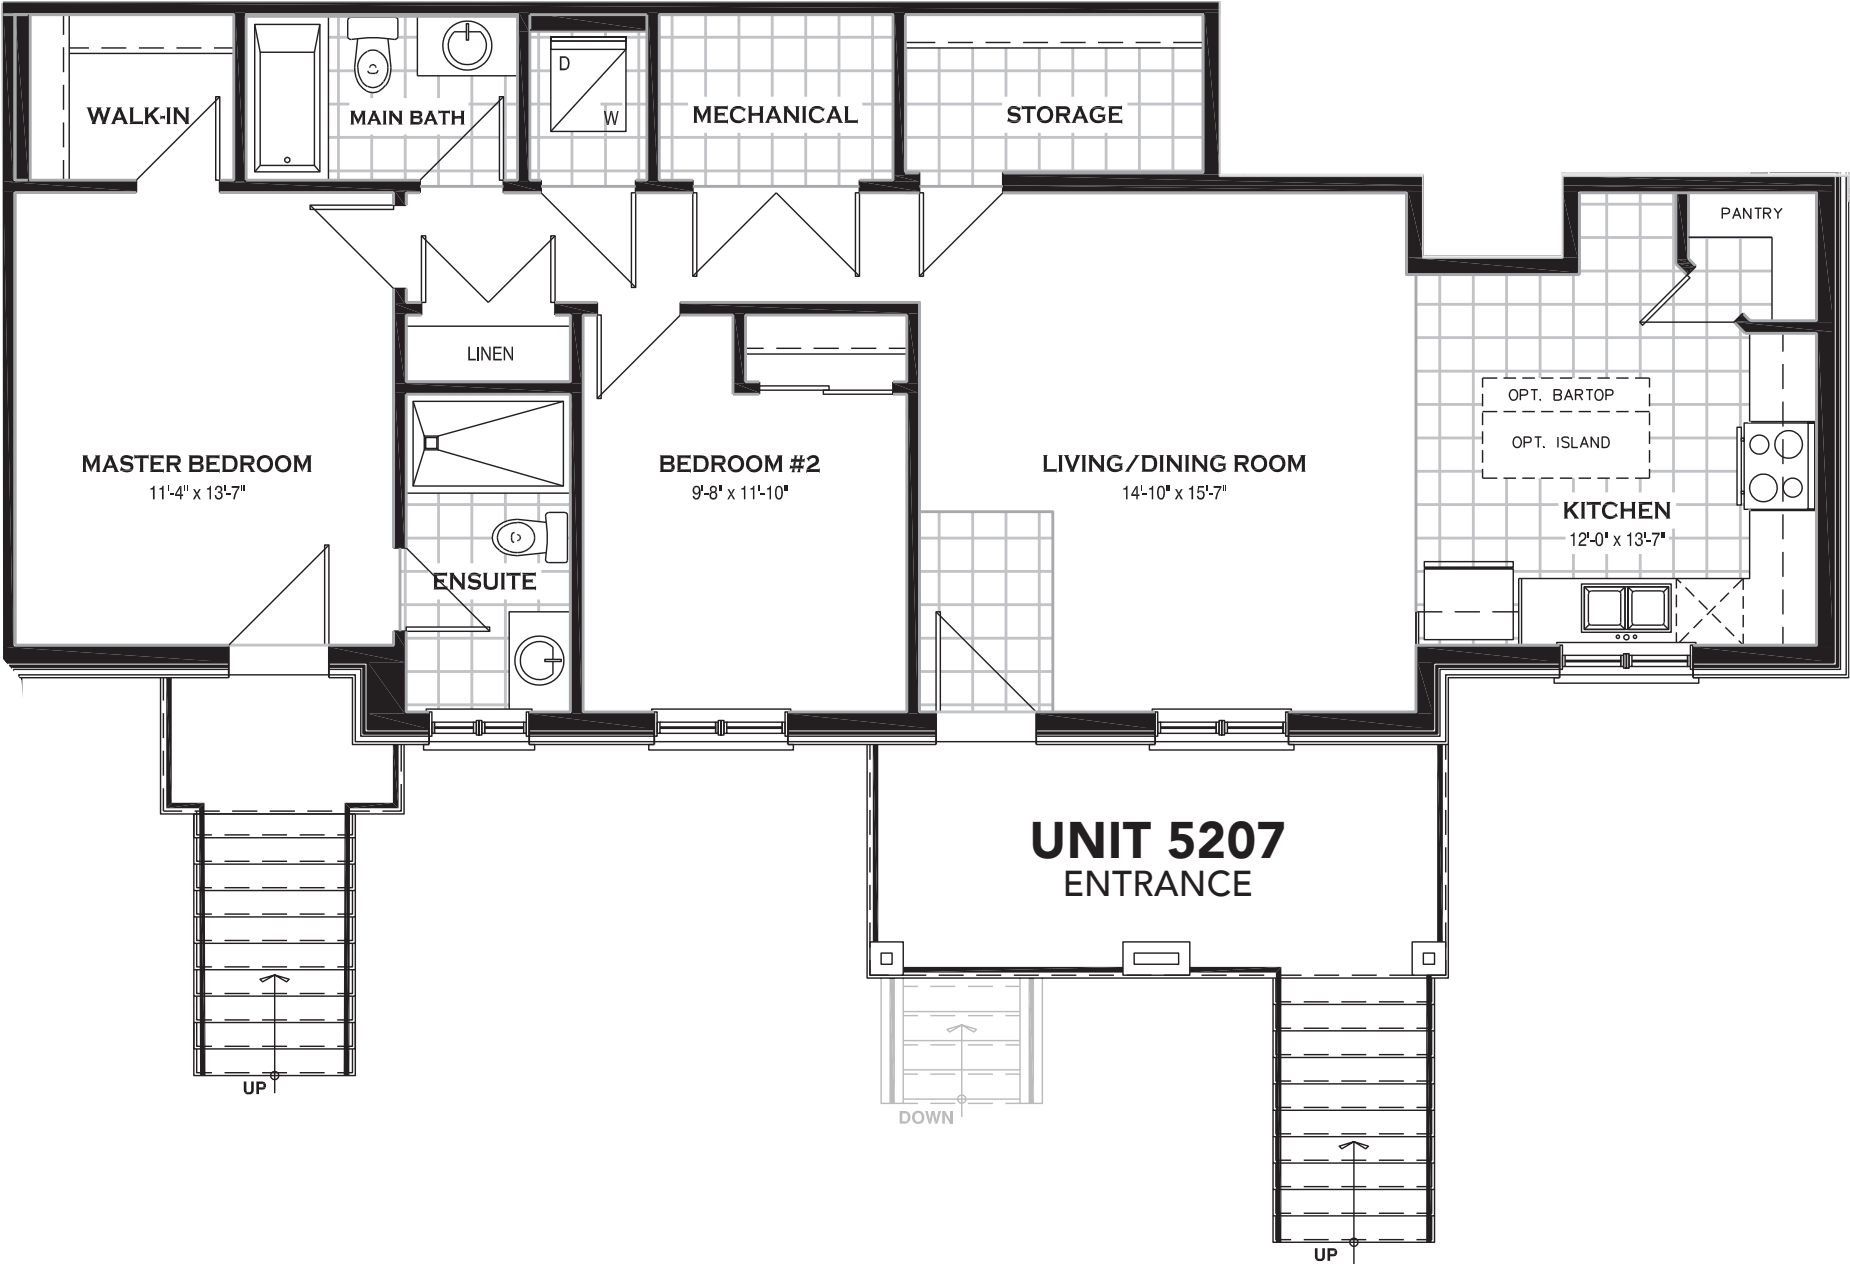 D
W
WALK-IN
MAIN BATH
MECHANICAL
STORAGE
PANTRY
LINEN
OPT. BARTOP
OPT. ISLAND
MASTER BEDROOM
11'-4" x 13'-7"
BEDROOM #2
9'-8" x 11'-10"
LIVING/DINING ROOM
14'-10" x 15'-7"
KITCHEN
12'-0" x 13'-7"
ENSUITE
UNIT 5207
ENTRANCE
UP
DOWN
UP